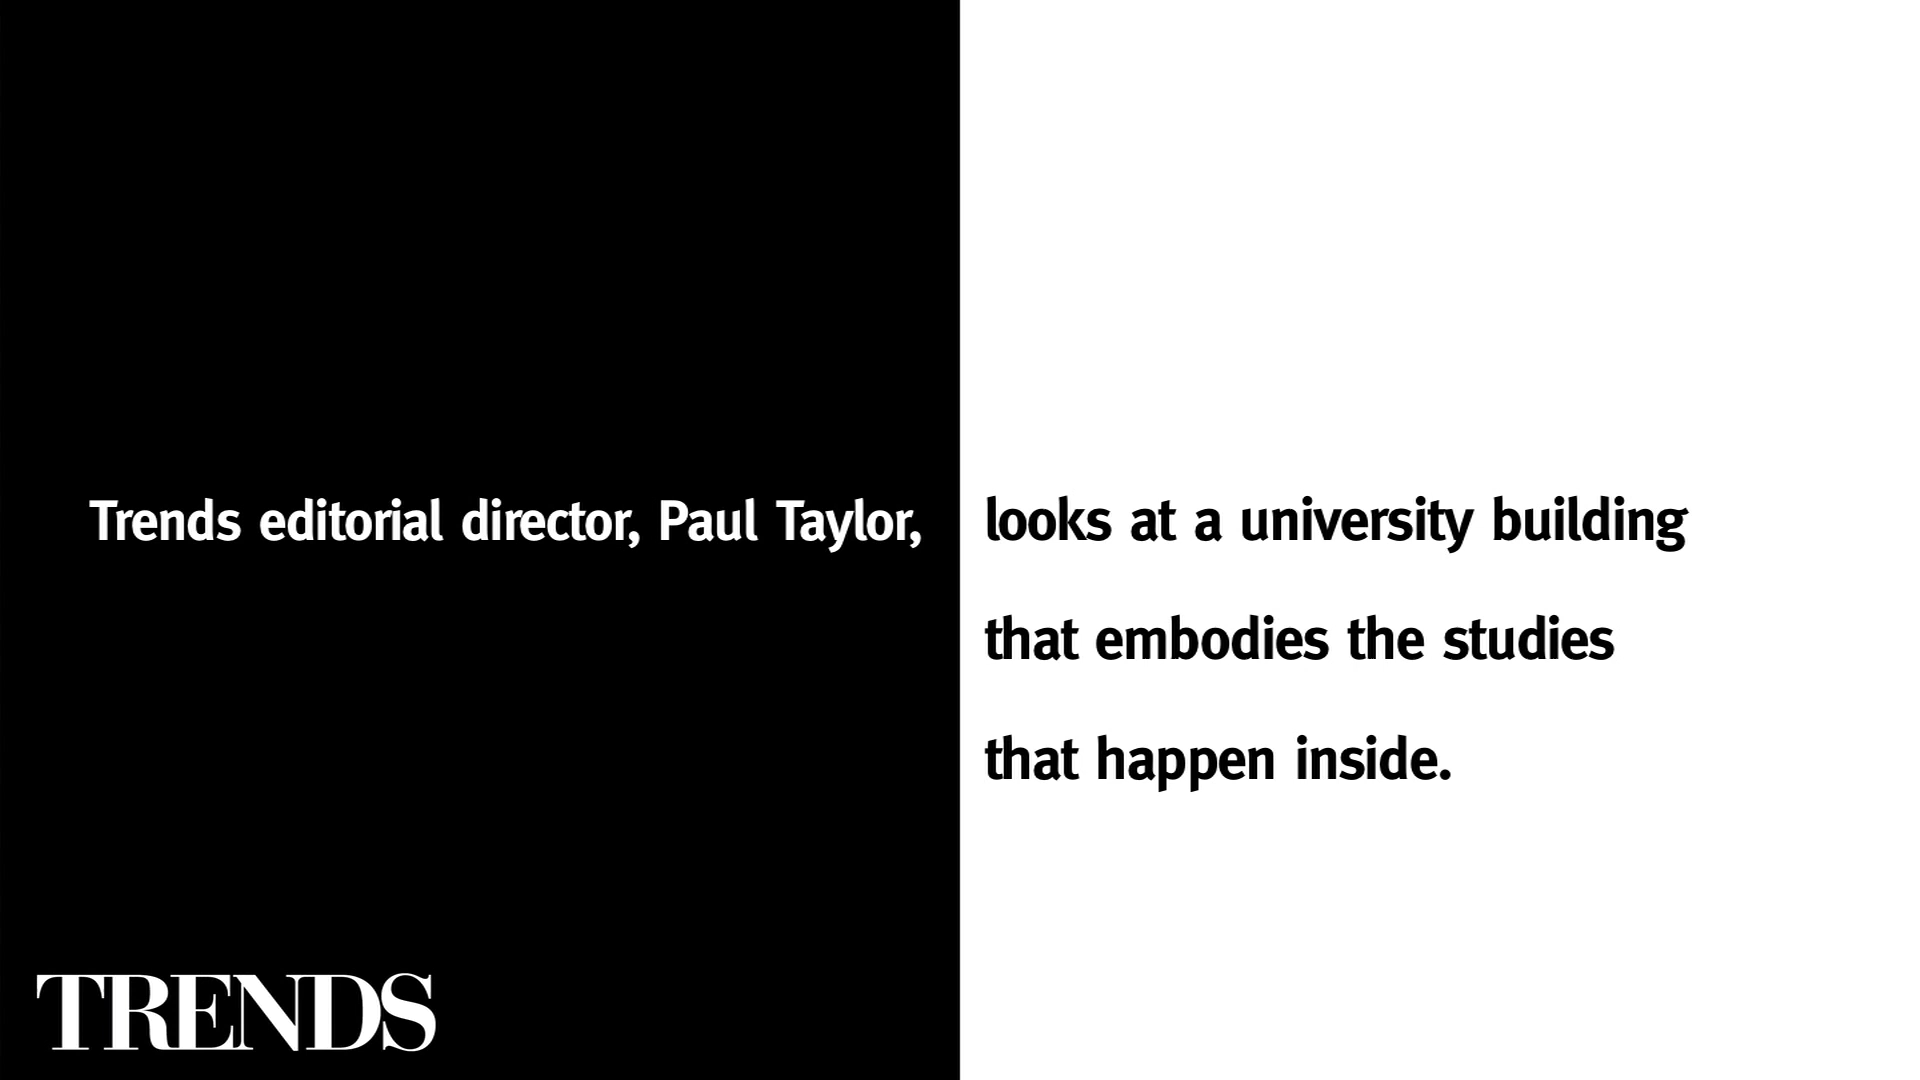 Trends editorial director, Paul Taylor,
looks at a university building
that embodies the studies
that happen inside.
TRENDS